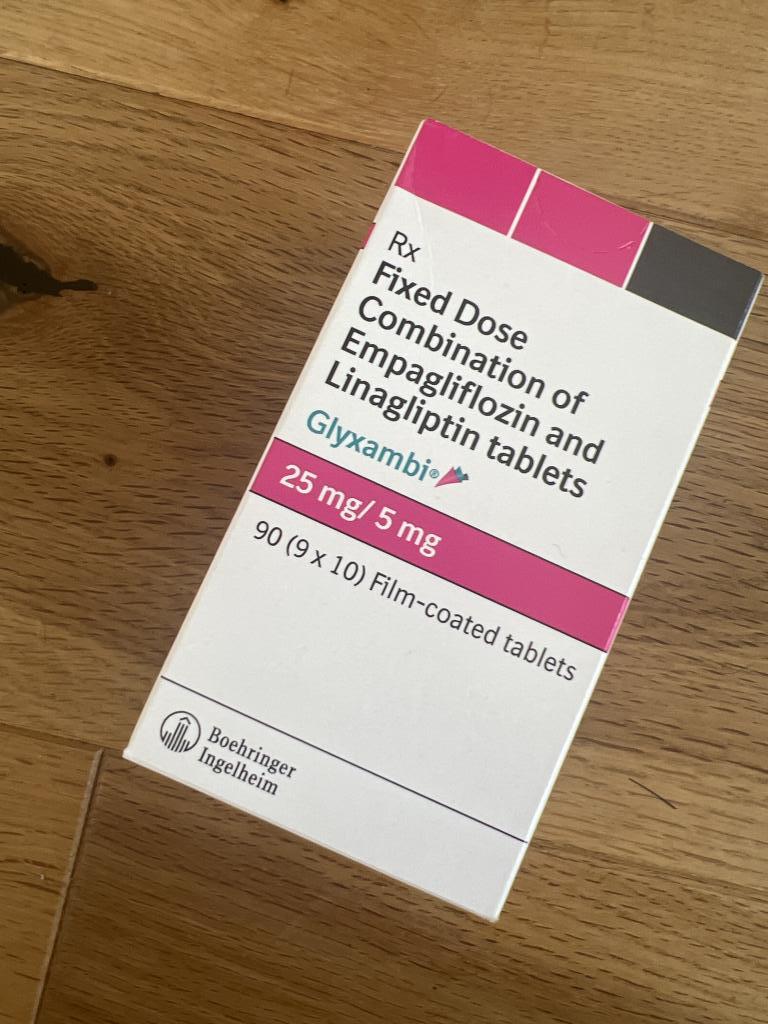 Rx
Fixed Dose
Combination of
Empagliflozin and
Linagliptin tablets
Glyxambi®
25 mg/ 5 mg
90 (9 x 10) Film-coated tablets
Boehringer
Ingelheim